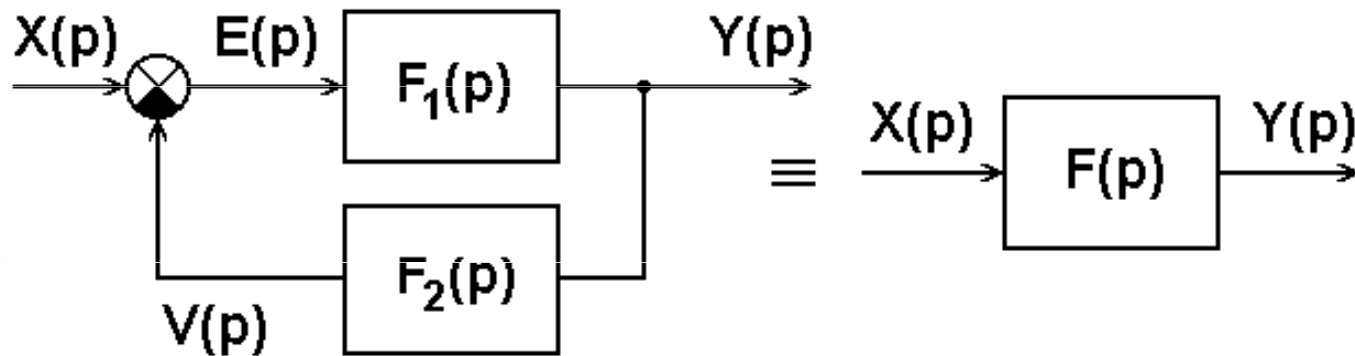 X(p) E(p) F₁(p) Y(p)
F₂(p)
V(p)
≡
X(p) F(p) Y(p)